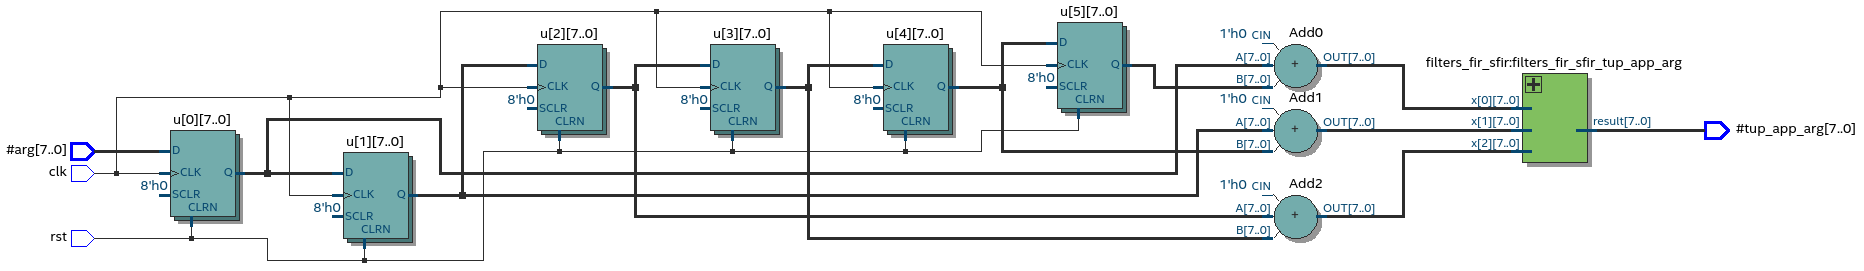 #arg[7..0]
clk
rst
u[0][7..0]
D
CLK
Q
8'h0
SCLR
CLRN
u[1][7..0]
D
CLK
Q
8'h0
SCLR
CLRN
u[2][7..0]
D
CLK
Q
8'h0
SCLR
CLRN
u[3][7..0]
D
CLK
Q
8'h0
SCLR
CLRN
u[4][7..0]
D
CLK
Q
8'h0
SCLR
CLRN
u[5][7..0]
D
CLK
Q
8'h0
SCLR
CLRN
Add0
1'h0 CIN
A[7..0]
B[7..0]
+
OUT[7..0]
Add1
1'h0 CIN
A[7..0]
B[7..0]
+
OUT[7..0]
Add2
1'h0 CIN
A[7..0]
B[7..0]
+
OUT[7..0]
filters_fir_sfir:filters_fir_sfir_tup_app_arg
x[0][7..0]
x[1][7..0]
x[2][7..0]
result[7..0]
#tup_app_arg[7..0]